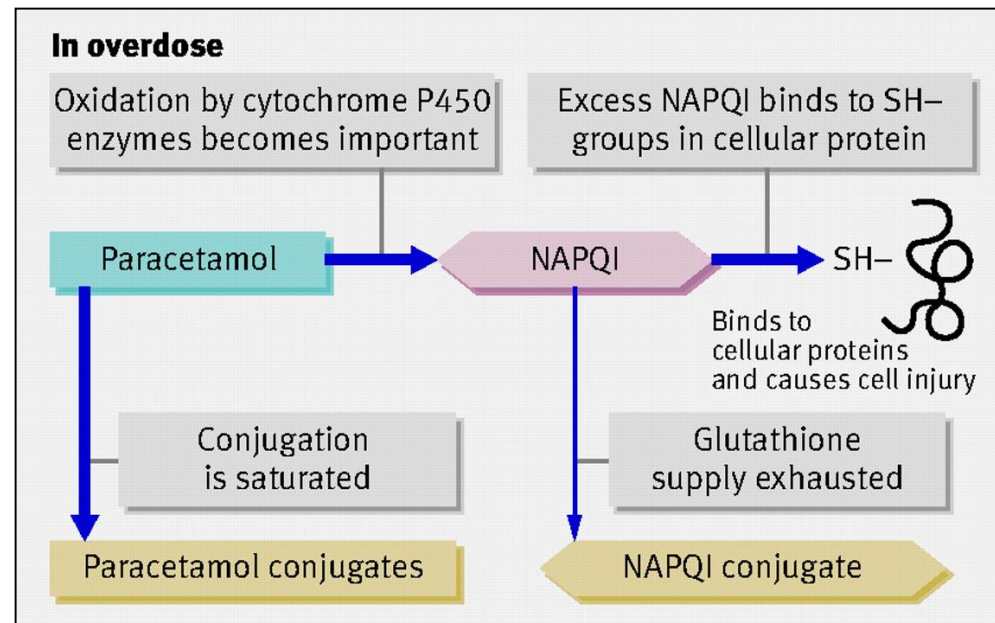 In overdose
Oxidation by cytochrome P450
enzymes becomes important
Excess NAPQI binds to SH–
groups in cellular protein
Paracetamol
NAPQI
SH–
Binds to
cellular proteins
and causes cell injury
Conjugation
is saturated
Glutathione
supply exhausted
Paracetamol conjugates
NAPQI conjugate